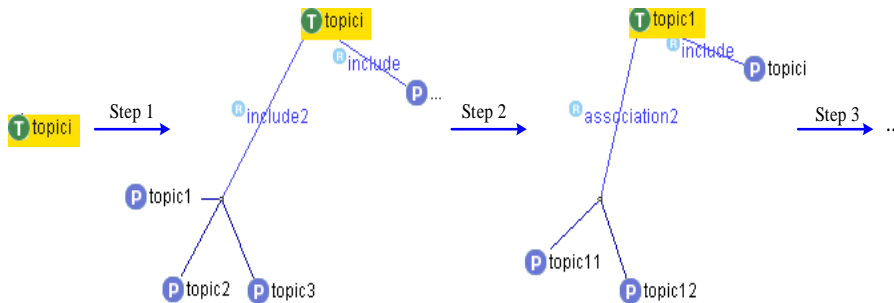 T topici
Step 1
T topici
R include
P ...
R include2
P topic1
P topic2
P topic3
Step 2
T topic1
R include
P topici
R association2
P topic11
P topic12
Step 3
...